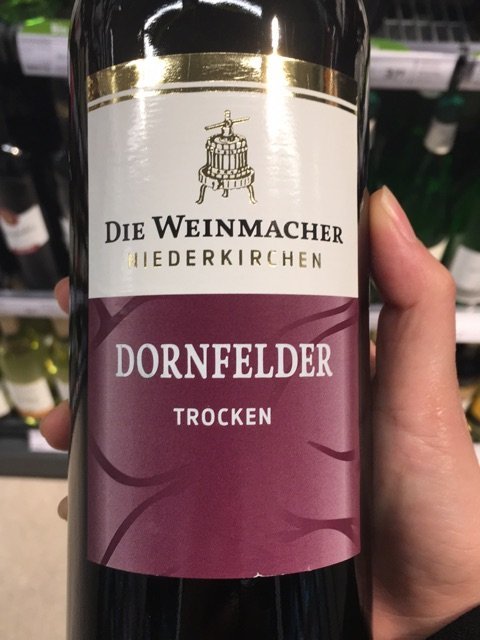 DIE WEINMACHER
NIEDERKIRCHEN
DORNFELDER
TROCKEN